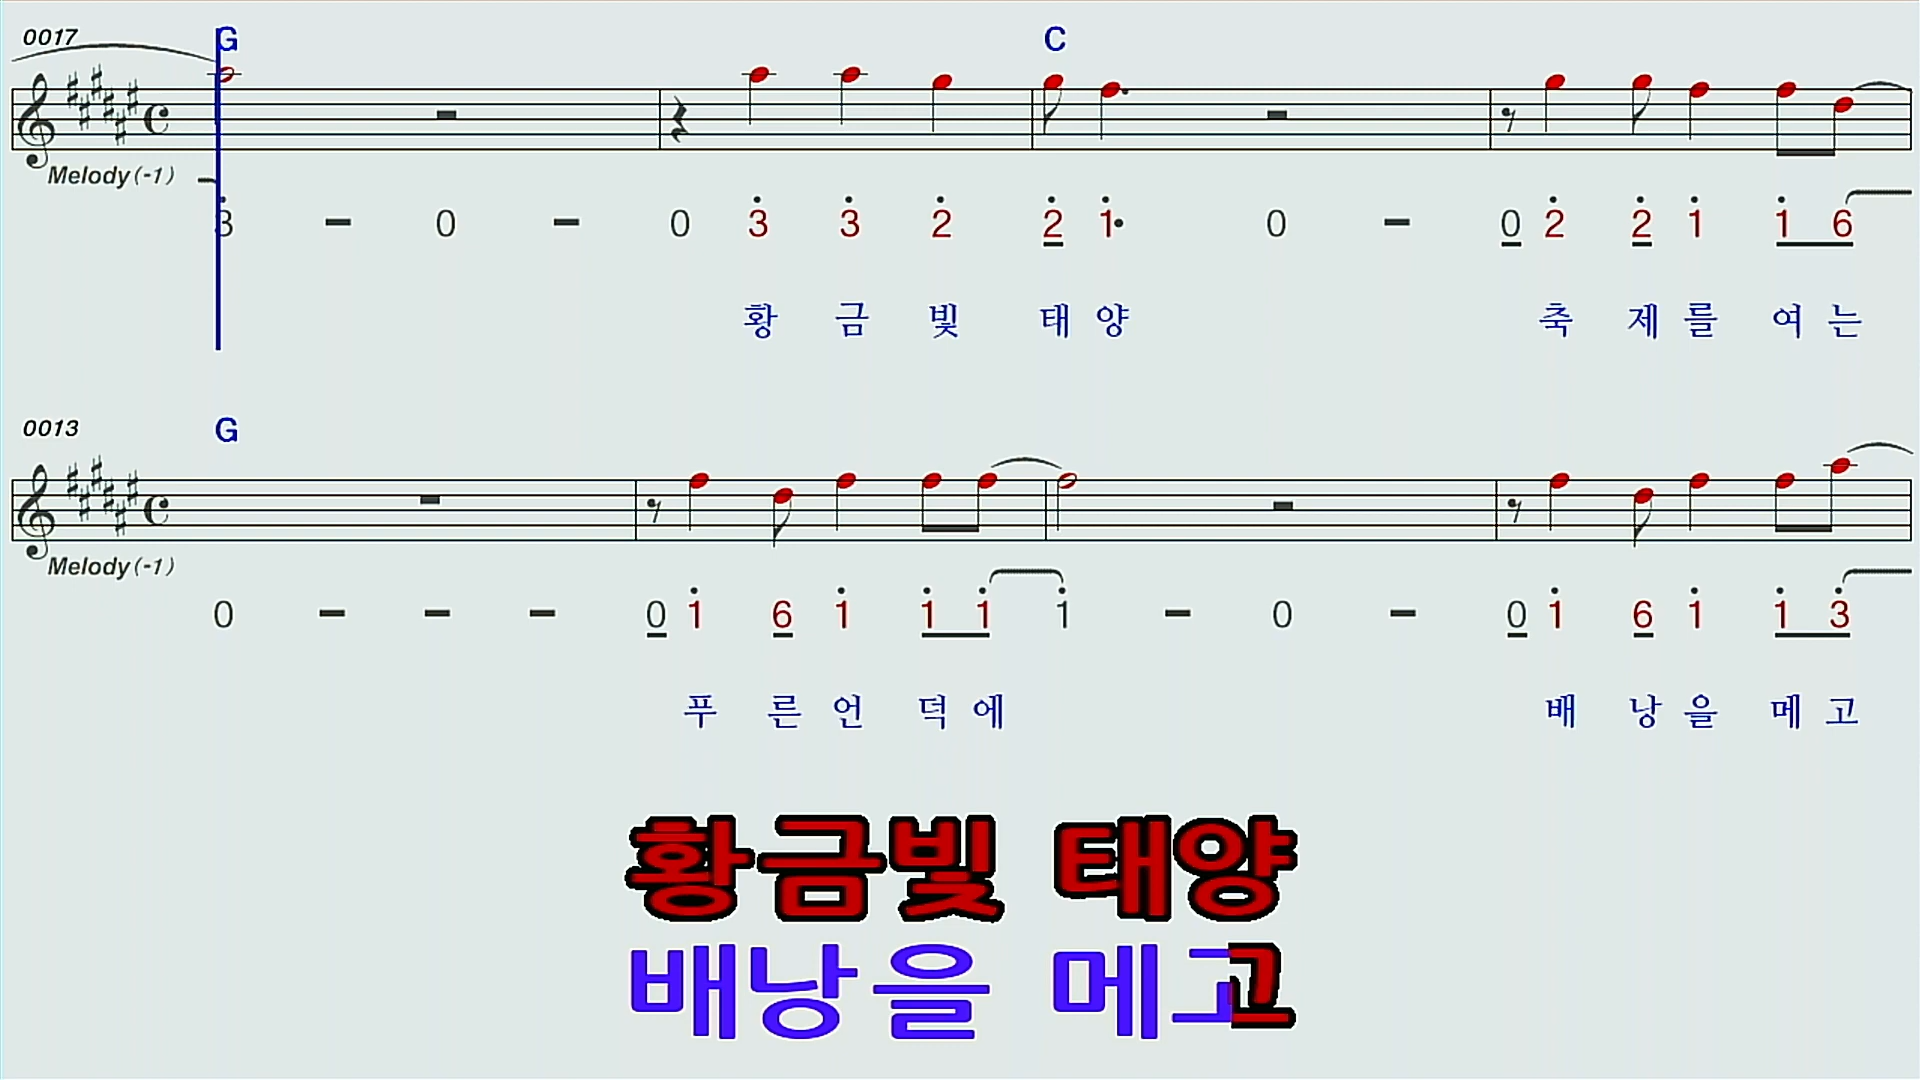 0017 G C
Melody(-1)
3 - 0 - 0 3 3 2 2 1• 0 - 0 2 2 1 1 6
황 금 빛 태 양 축 제 를 여 는
0013 G
Melody(-1)
0 - - - 0 1 6 1 1 1 1 - 0 - 0 1 6 1 1 3
푸 른 언 덕 에 배 낭 을 메 고
황금빛 태양
배낭을 메고